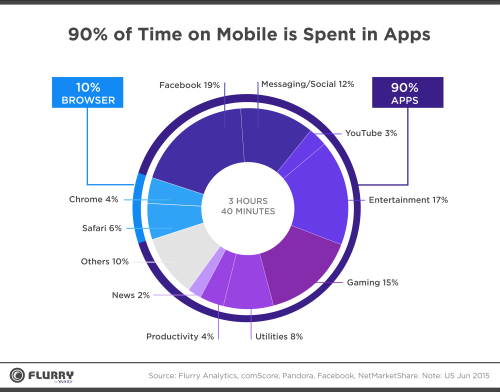 90% of Time on Mobile is Spent in Apps
10%
BROWSER
Facebook 19%
Messaging/Social 12%
90%
APPS
YouTube 3%
Chrome 4%
3 HOURS
40 MINUTES
Entertainment 17%
Safari 6%
Others 10%
Gaming 15%
News 2%
Productivity 4%
Utilities 8%
FLURRY
from YAHOO!
Source: Flurry Analytics, comScore, Pandora, Facebook, NetMarketShare. Note: US Jun 2015